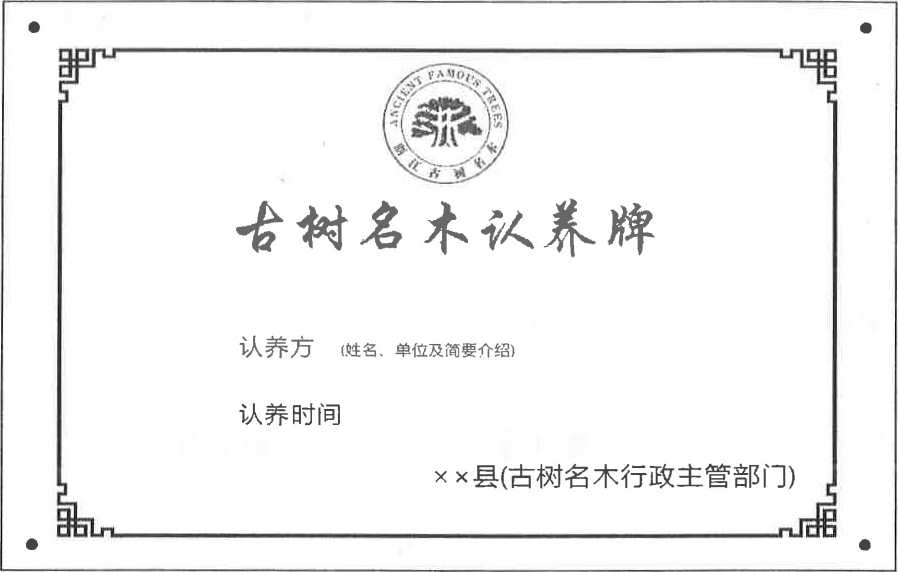 ANCIENT FAMOUS TREES
浙江古树名木
古树名木认养牌
认养方 (姓名、单位及简要介绍)
认养时间
××县(古树名木行政主管部门)